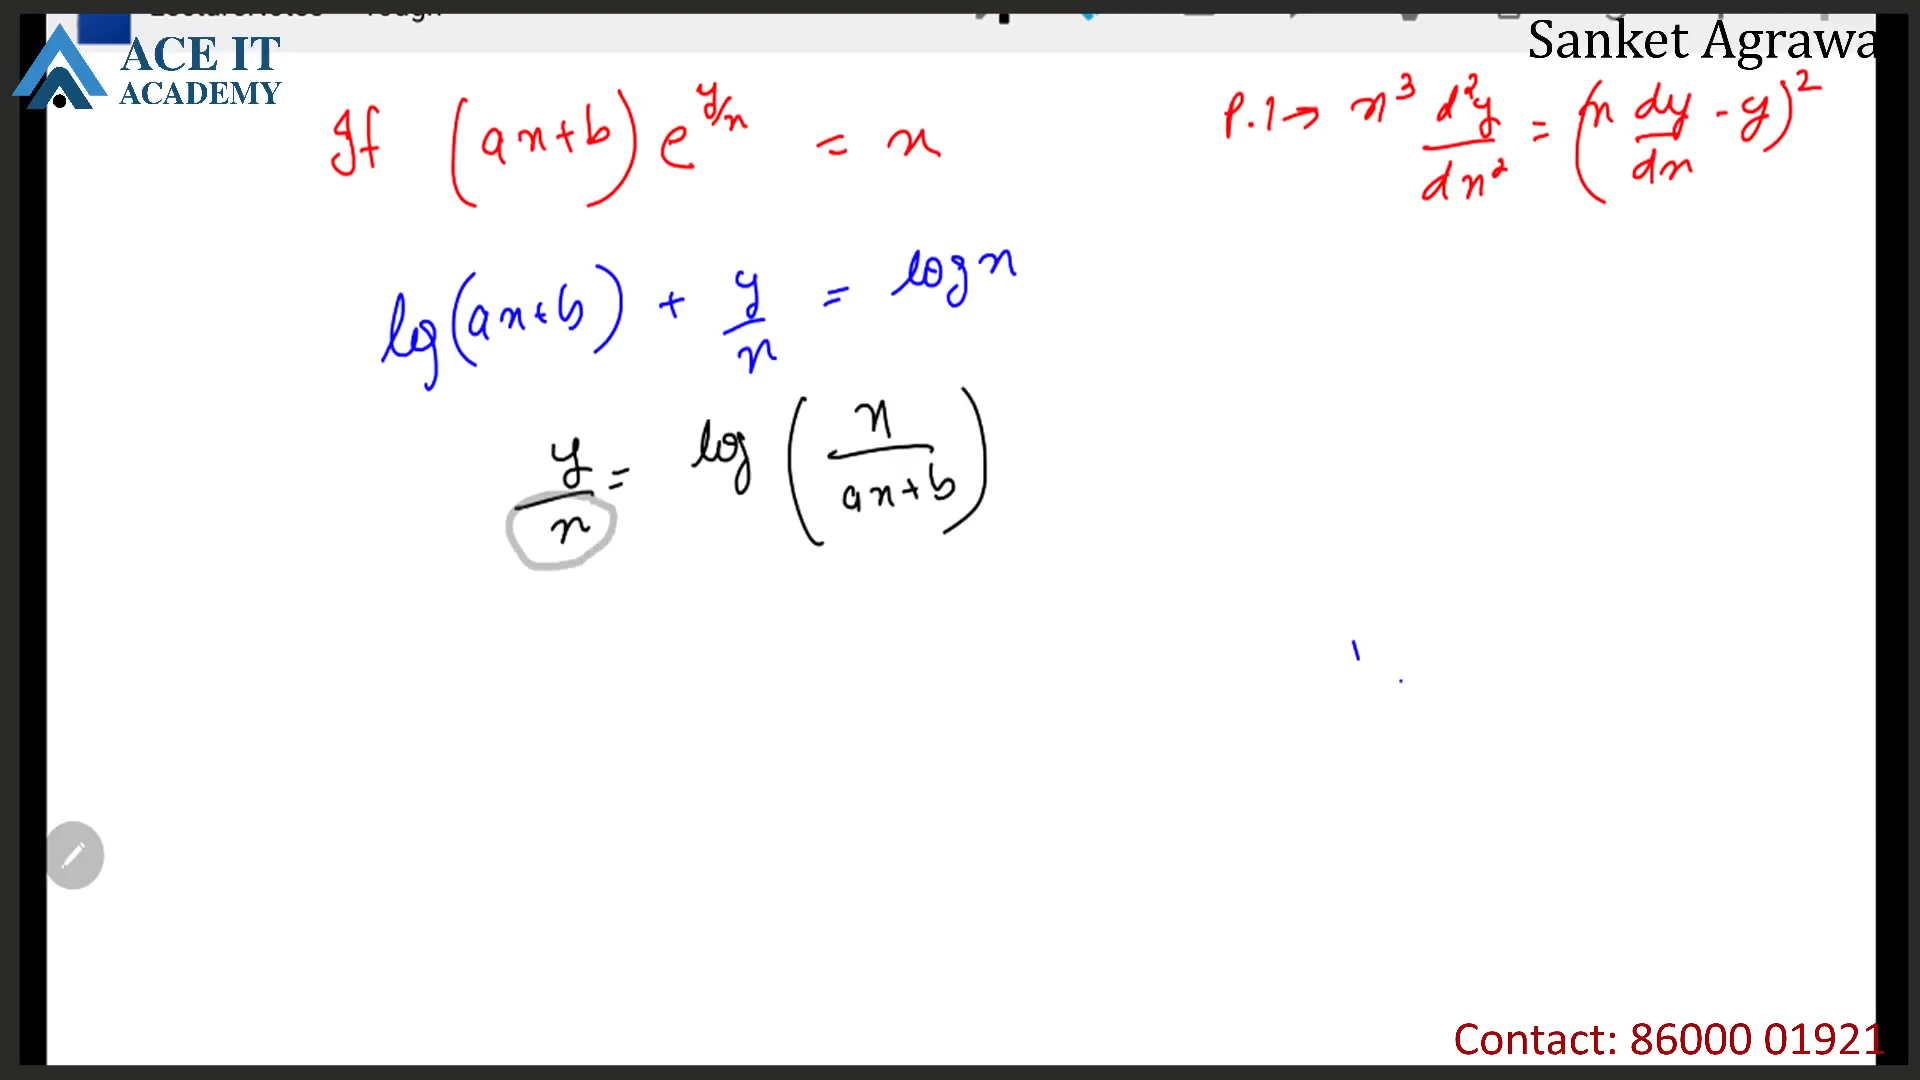 ACE IT
ACADEMY
Sanket Agrawa
If (ax+b) e^{y/x} = x
P.T → x³ d²y/dx² = (x dy/dx - y)²
log(ax+b) + y/x = log x
y/x = log (x/(ax+b))
Contact: 86000 01921